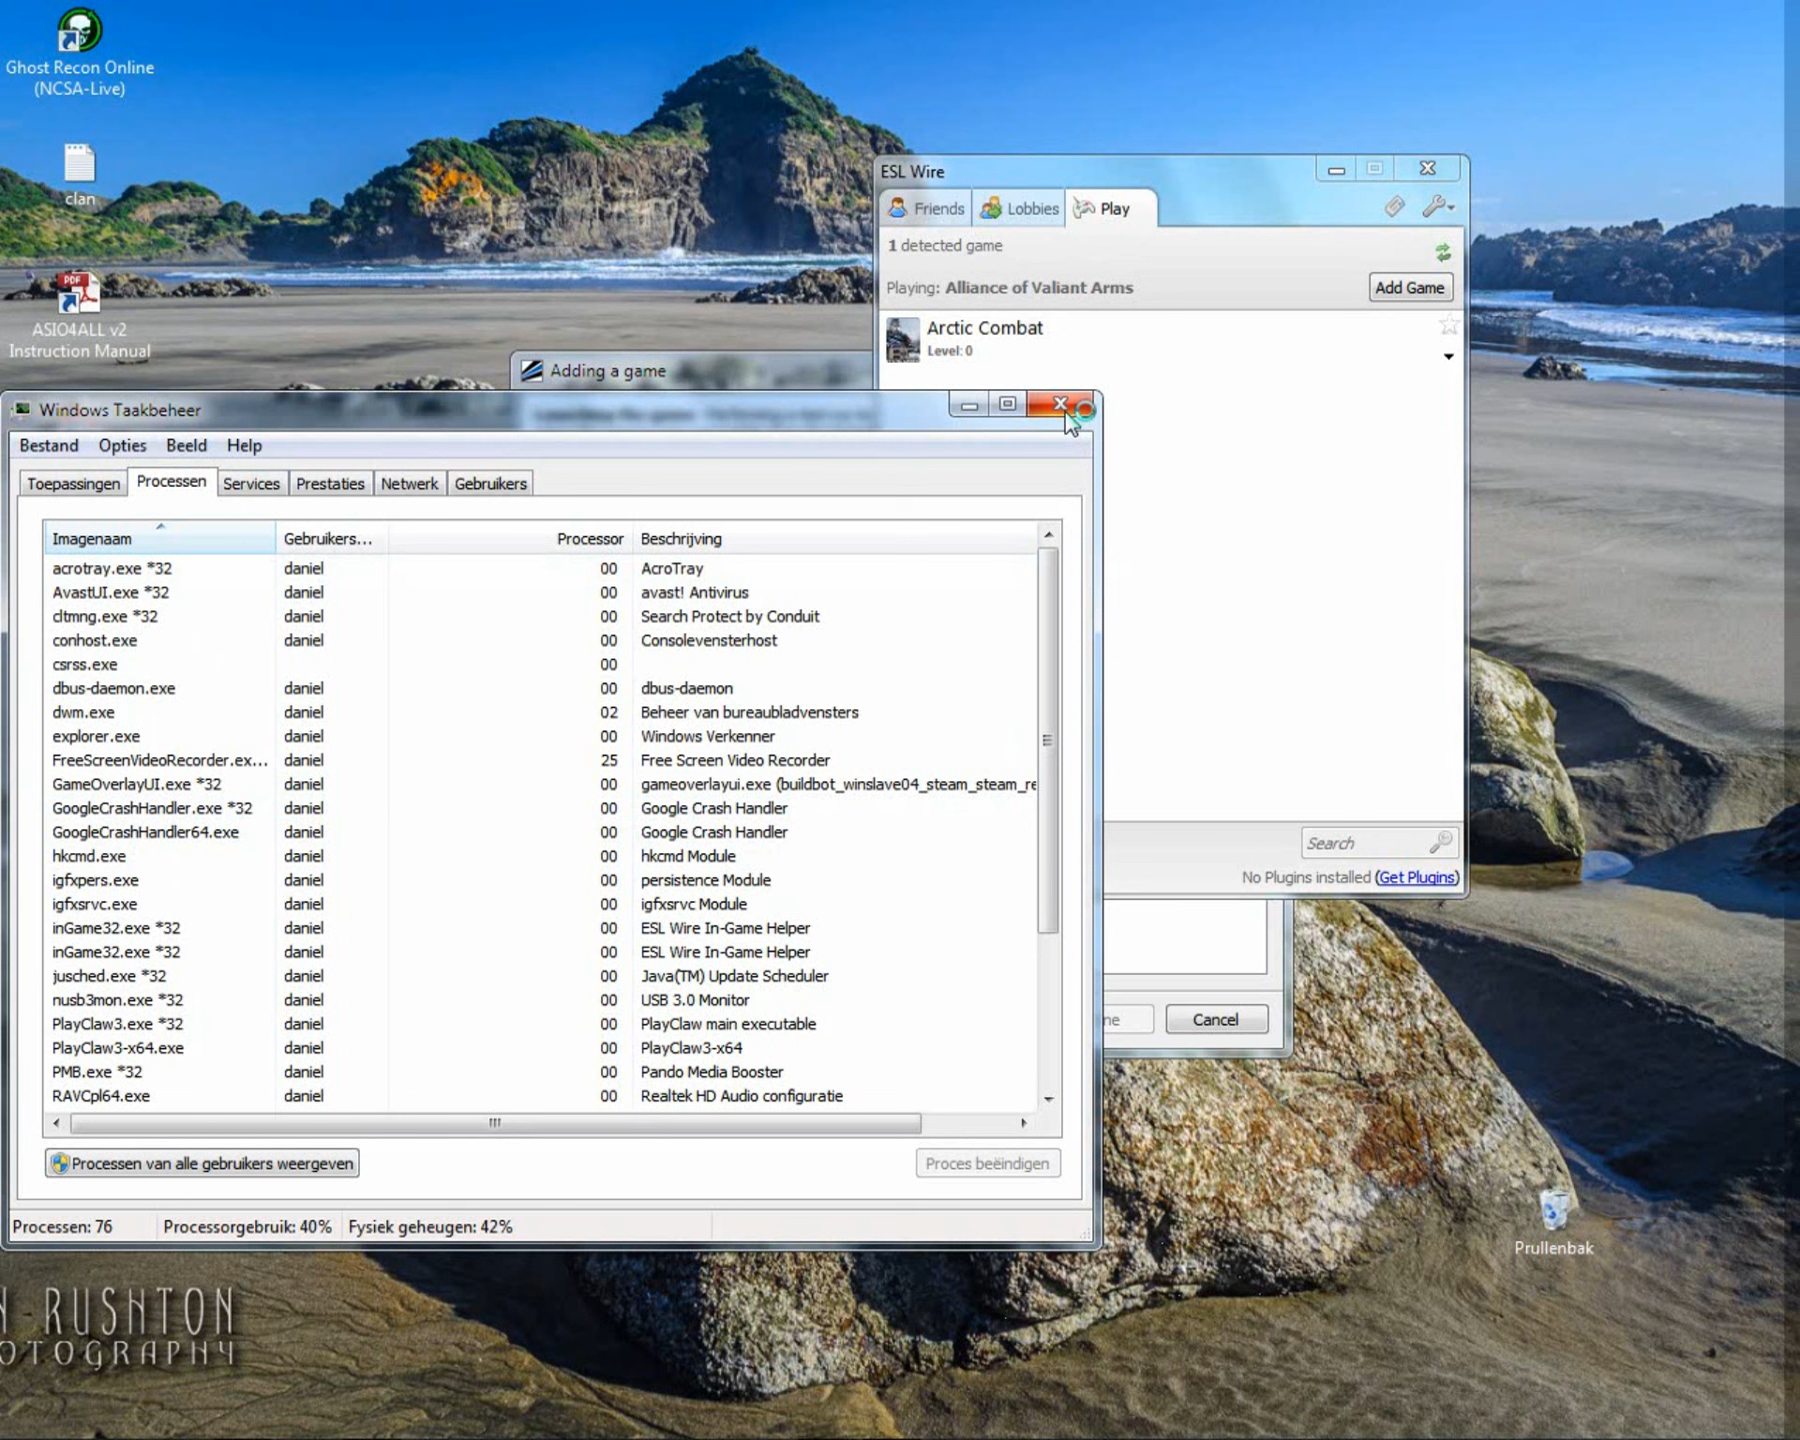 Ghost Recon Online
(NCSA-Live)
clan
PDF
ASIO4ALL v2
Instruction Manual
ESL Wire
Friends
Lobbies
Play
1 detected game
Playing: Alliance of Valiant Arms
Add Game
Arctic Combat
Level: 0
Adding a game
Windows Taakbeheer
Bestand Opties Beeld Help
Toepassingen Processen Services Prestaties Netwerk Gebruikers
Imagenaam Gebruikers... Processor Beschrijving
acrotray.exe *32 daniel 00 AcroTray
AvastUI.exe *32 daniel 00 avast! Antivirus
cltmng.exe *32 daniel 00 Search Protect by Conduit
conhost.exe daniel 00 Consolevensterhost
csrss.exe 00
dbus-daemon.exe daniel 00 dbus-daemon
dwm.exe daniel 02 Beheer van bureaubladvensters
explorer.exe daniel 00 Windows Verkenner
FreeScreenVideoRecorder.ex... daniel 25 Free Screen Video Recorder
GameOverlayUI.exe *32 daniel 00 gameoverlayui.exe (buildbot_winslave04_steam_steam_re
GoogleCrashHandler.exe *32 daniel 00 Google Crash Handler
GoogleCrashHandler64.exe daniel 00 Google Crash Handler
hkcmd.exe daniel 00 hkcmd Module
igfxpers.exe daniel 00 persistence Module
igfxsrvc.exe daniel 00 igfxsrvc Module
inGame32.exe *32 daniel 00 ESL Wire In-Game Helper
inGame32.exe *32 daniel 00 ESL Wire In-Game Helper
jusched.exe *32 daniel 00 Java(TM) Update Scheduler
nusb3mon.exe *32 daniel 00 USB 3.0 Monitor
PlayClaw3.exe *32 daniel 00 PlayClaw main executable
PlayClaw3-x64.exe daniel 00 PlayClaw3-x64
PMB.exe *32 daniel 00 Pando Media Booster
RAVCpl64.exe daniel 00 Realtek HD Audio configuratie
Processen van alle gebruikers weergeven
Proces beëindigen
Processen: 76 Processorgebruik: 40% Fysiek geheugen: 42%
Search
No Plugins installed (Get Plugins)
ne
Cancel
Prullenbak
N RUSHTON
OTOGRAPHY